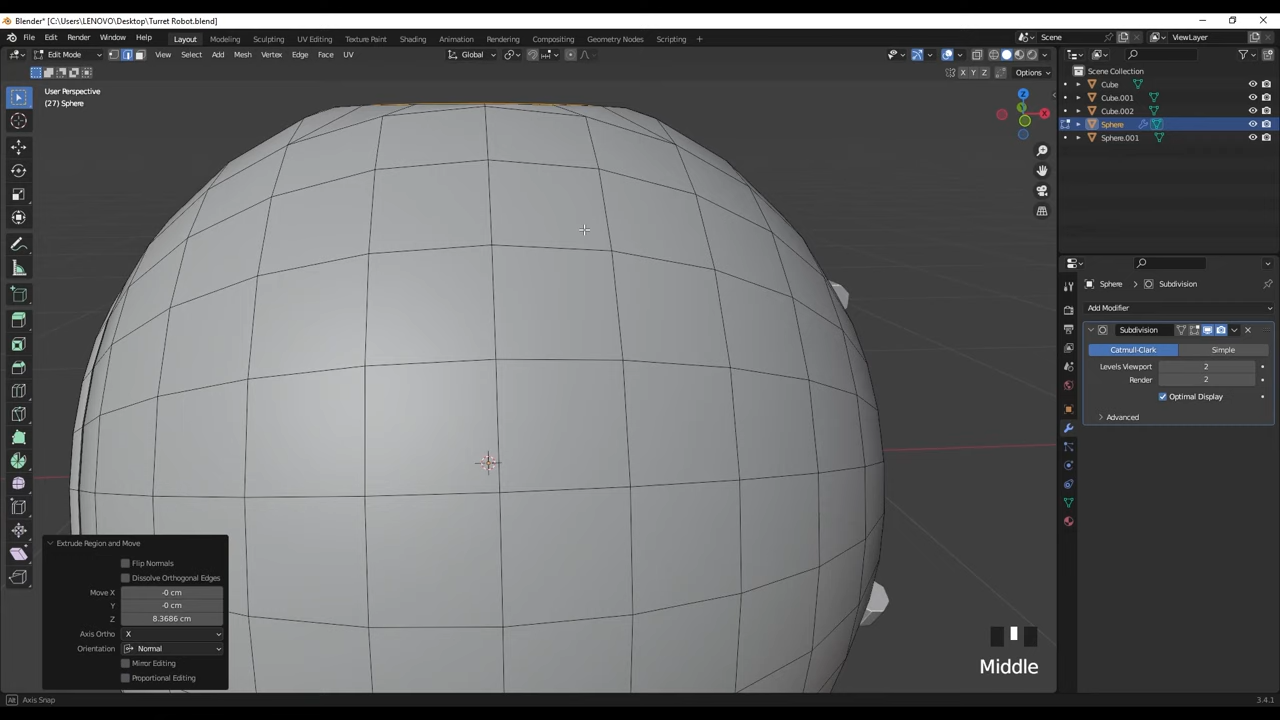 Blender* [C:\Users\LENOVO\Desktop\Turret Robot.blend]
File Edit Render Window Help Layout Modeling Sculpting UV Editing Texture Paint Shading Animation Rendering Compositing Geometry Nodes Scripting Scene ViewLayer
Edit Mode View Select Add Mesh Vertex Edge Face UV Global
X Y Z Options
User Perspective
(27) Sphere
Scene Collection
Cube
Cube.001
Cube.002
Sphere
Sphere.001
Sphere Subdivision
Add Modifier
Subdivision
Catmull-Clark Simple
Levels Viewport 2
Render 2
Optimal Display
Advanced
Extrude Region and Move
Flip Normals
Dissolve Orthogonal Edges
Move X -0 cm
Y -0 cm
Z 8.3686 cm
Axis Ortho X
Orientation Normal
Mirror Editing
Proportional Editing
Middle
Alt Axis Snap 3.4.1